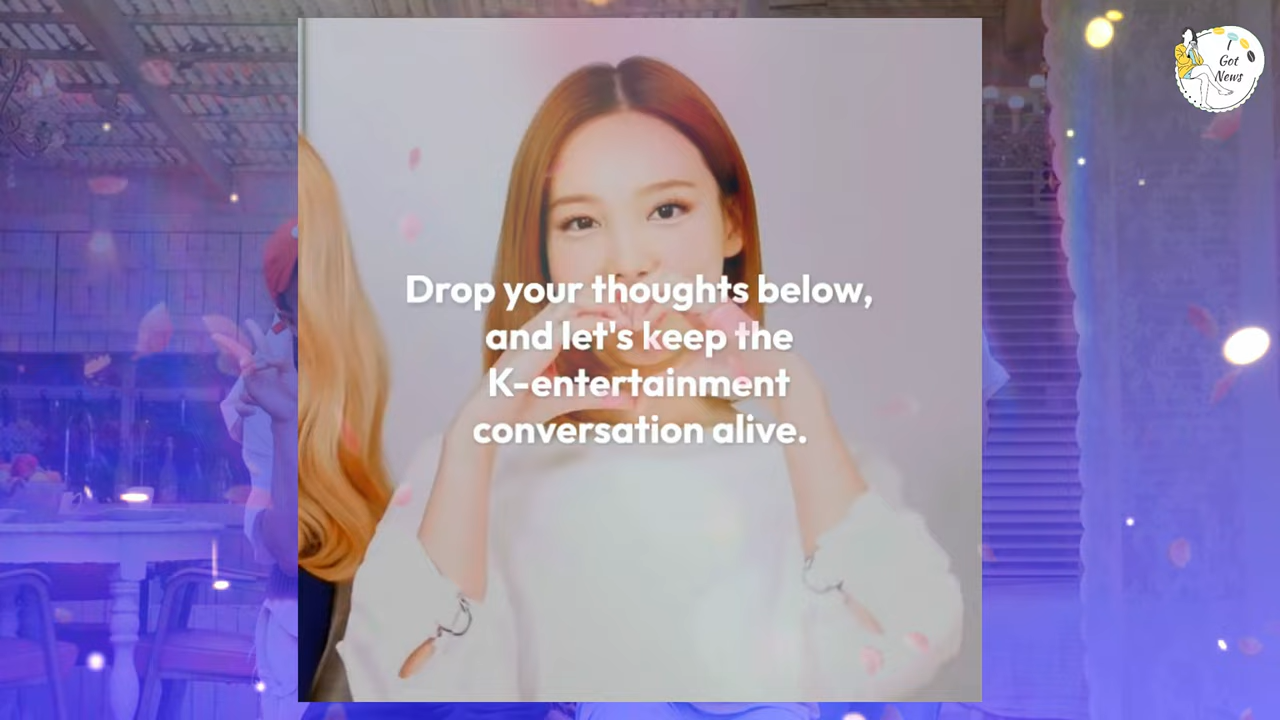 I
Got
News
Drop your thoughts below,
and let's keep the
K-entertainment
conversation alive.